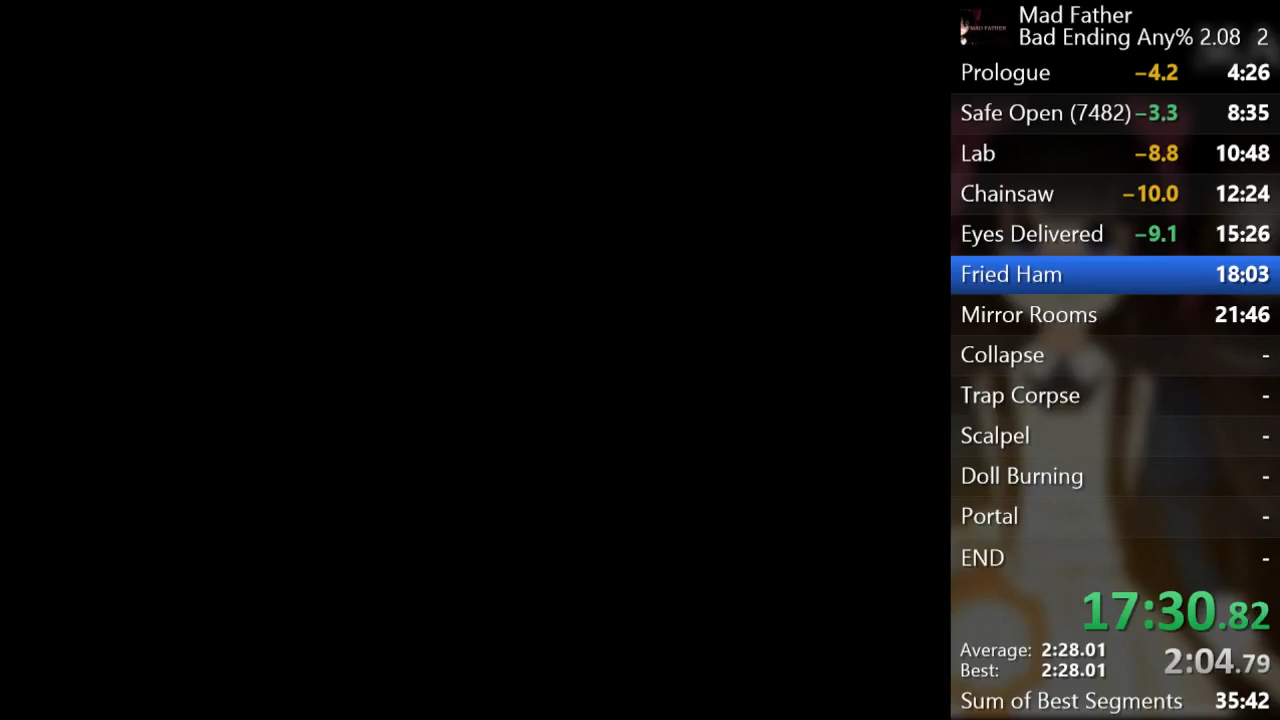 Mad Father
Bad Ending Any% 2.08 2
Prologue −4.2 4:26
Safe Open (7482) −3.3 8:35
Lab −8.8 10:48
Chainsaw −10.0 12:24
Eyes Delivered −9.1 15:26
Fried Ham 18:03
Mirror Rooms 21:46
Collapse -
Trap Corpse -
Scalpel -
Doll Burning -
Portal -
END -
17:30.82
Average: 2:28.01
Best: 2:28.01
2:04.79
Sum of Best Segments 35:42